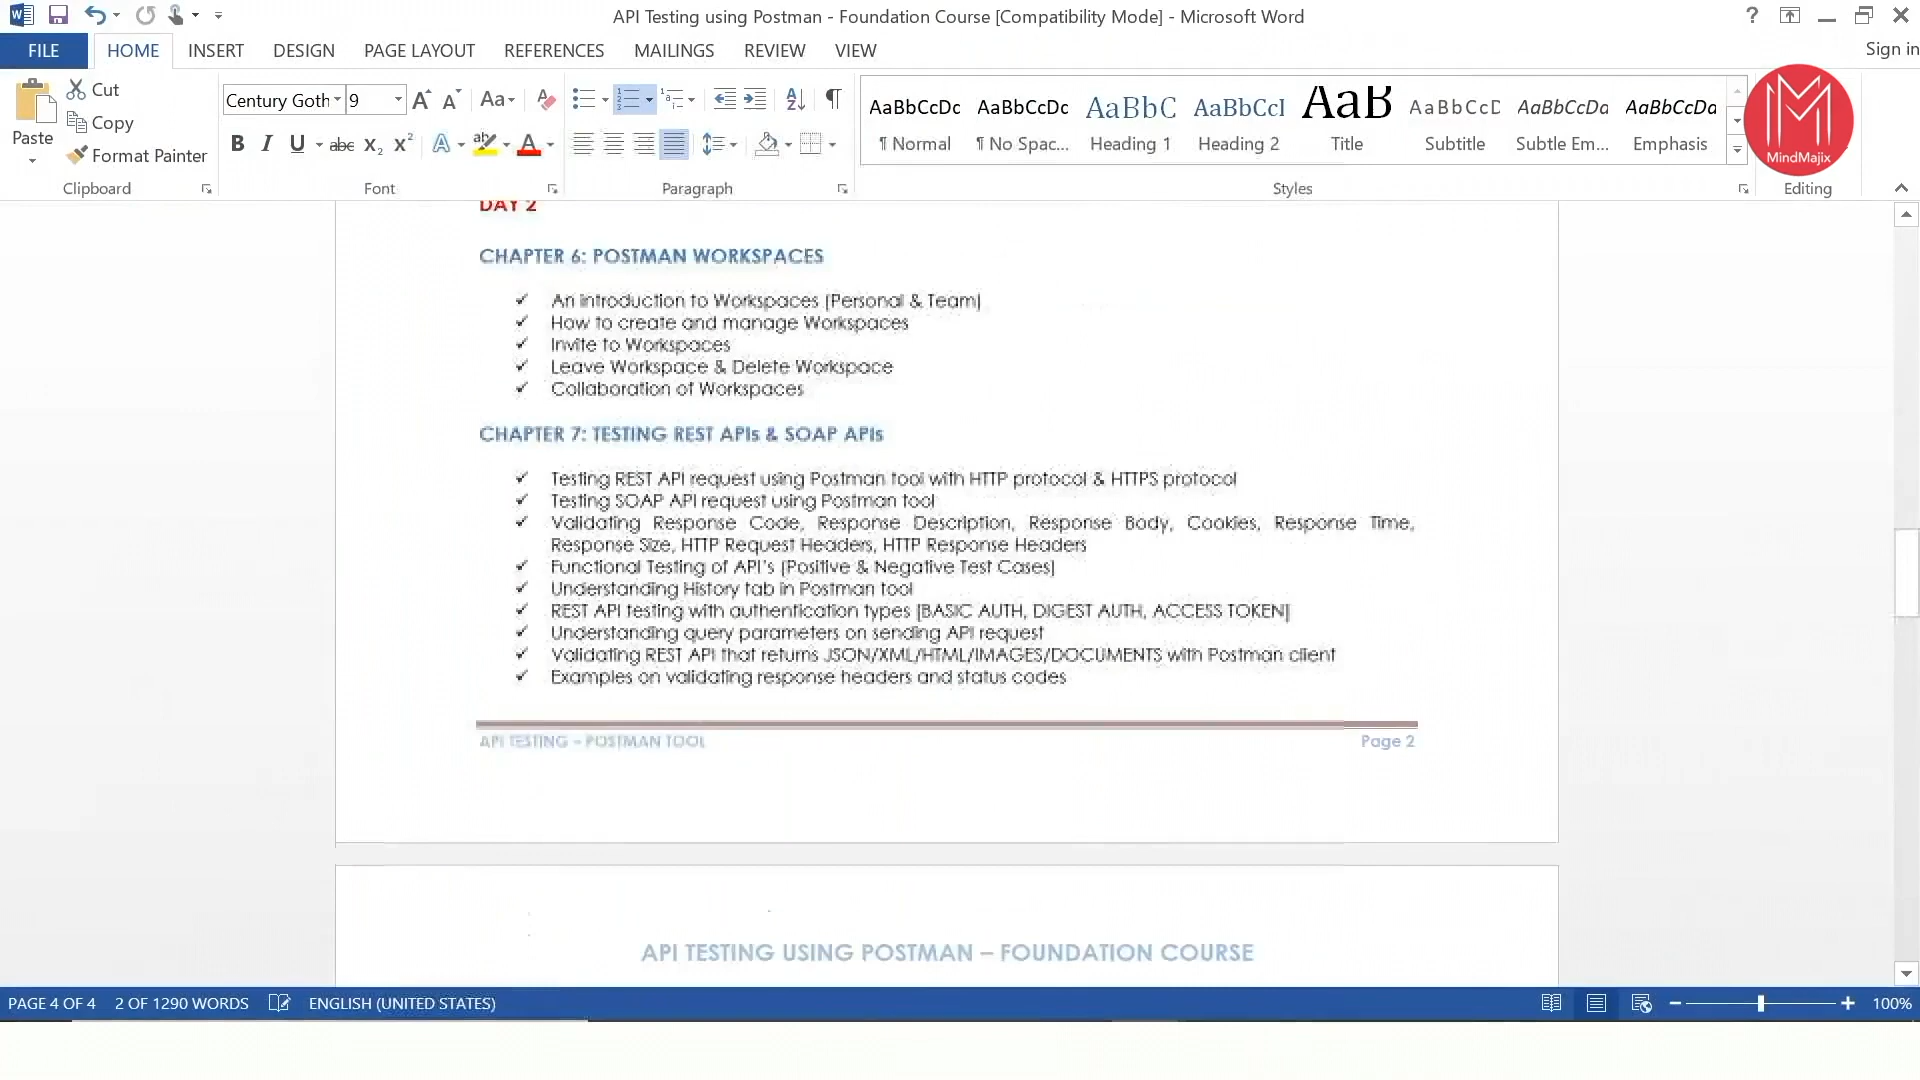 API Testing using Postman - Foundation Course [Compatibility Mode] - Microsoft Word
FILE HOME INSERT DESIGN PAGE LAYOUT REFERENCES MAILINGS REVIEW VIEW Sign in
Paste
Cut
Copy
Format Painter
Clipboard
Century Goth 9
Font
Paragraph
AaBbCcDc AaBbCcDc AaBbC AaBbCcI AaB AaBbCcD AaBbCcDa AaBbCcDa
¶ Normal ¶ No Spac... Heading 1 Heading 2 Title Subtitle Subtle Em... Emphasis
Styles
MindMajix
Editing
DAY 2
CHAPTER 6: POSTMAN WORKSPACES
✓ An introduction to Workspaces (Personal & Team)
✓ How to create and manage Workspaces
✓ Invite to Workspaces
✓ Leave Workspace & Delete Workspace
✓ Collaboration of Workspaces
CHAPTER 7: TESTING REST APIs & SOAP APIs
✓ Testing REST API request using Postman tool with HTTP protocol & HTTPS protocol
✓ Testing SOAP API request using Postman tool
✓ Validating Response Code, Response Description, Response Body, Cookies, Response Time,
Response Size, HTTP Request Headers, HTTP Response Headers
✓ Functional Testing of API's (Positive & Negative Test Cases)
✓ Understanding History tab in Postman tool
✓ REST API testing with authentication types [BASIC AUTH, DIGEST AUTH, ACCESS TOKEN]
✓ Understanding query parameters on sending API request
✓ Validating REST API that returns JSON/XML/HTML/IMAGES/DOCUMENTS with Postman client
✓ Examples on validating response headers and status codes
API TESTING – POSTMAN TOOL Page 2
API TESTING USING POSTMAN – FOUNDATION COURSE
PAGE 4 OF 4 2 OF 1290 WORDS ENGLISH (UNITED STATES) 100%